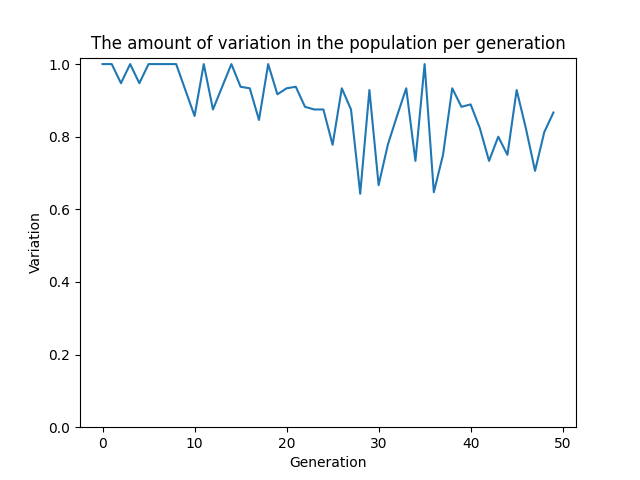 The amount of variation in the population per generation
1.0
0.8
0.6
0.4
0.2
0.0
Variation
0 10 20 30 40 50
Generation